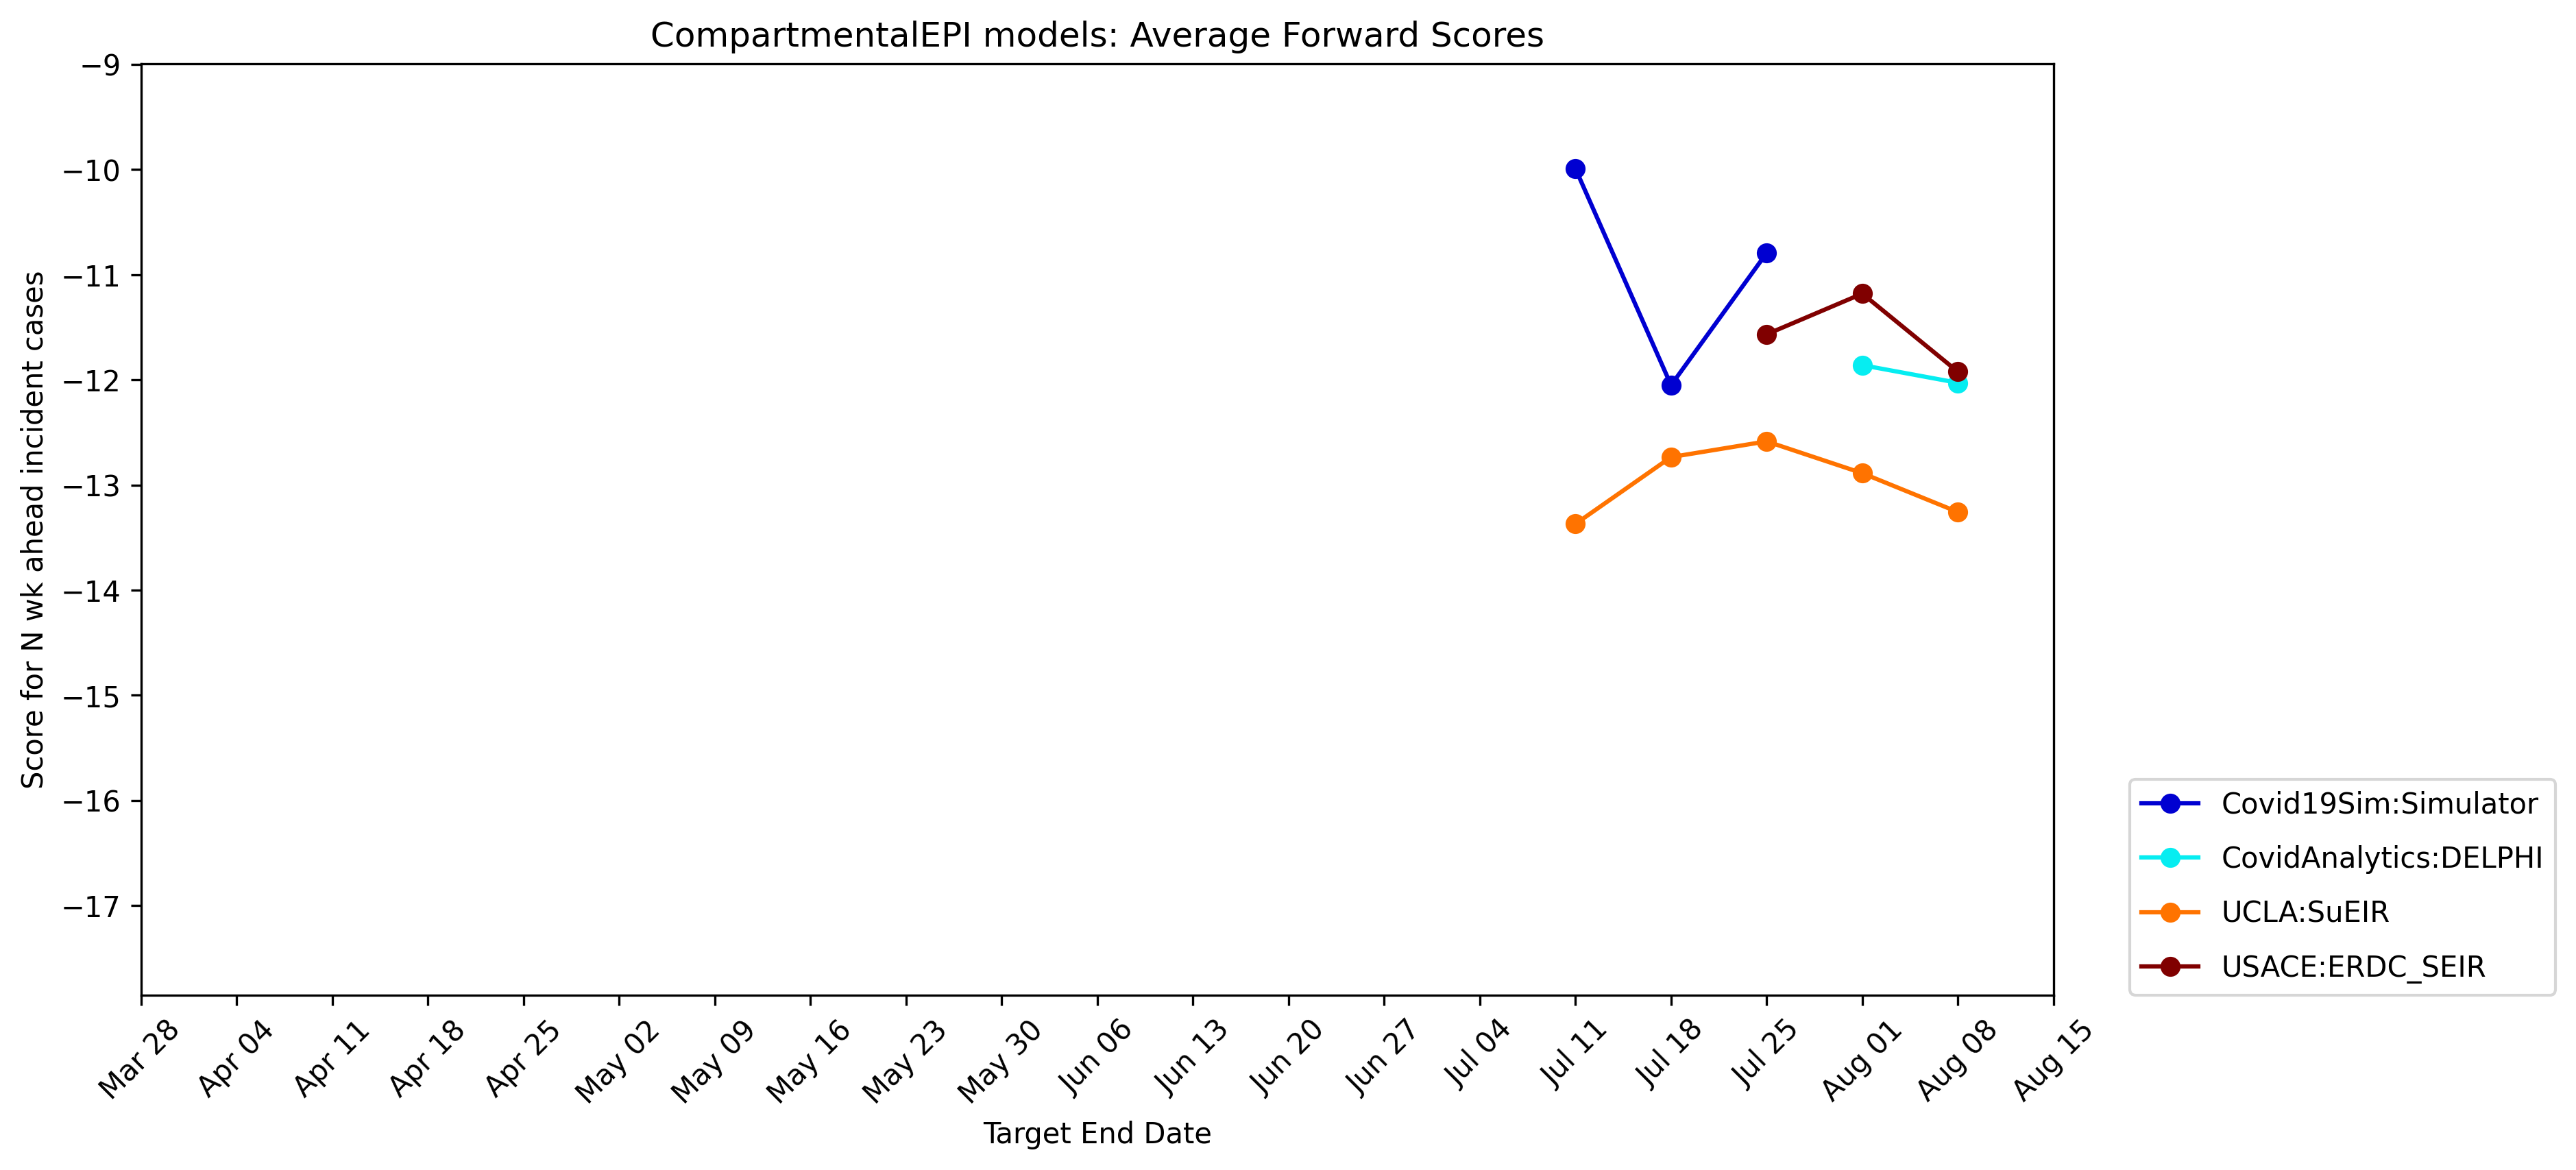 CompartmentalEPI models: Average Forward Scores
Score for N wk ahead incident cases
−9
−10
−11
−12
−13
−14
−15
−16
−17
Mar 28
Apr 04
Apr 11
Apr 18
Apr 25
May 02
May 09
May 16
May 23
May 30
Jun 06
Jun 13
Jun 20
Jun 27
Jul 04
Jul 11
Jul 18
Jul 25
Aug 01
Aug 08
Aug 15
Target End Date
Covid19Sim:Simulator
CovidAnalytics:DELPHI
UCLA:SuEIR
USACE:ERDC_SEIR